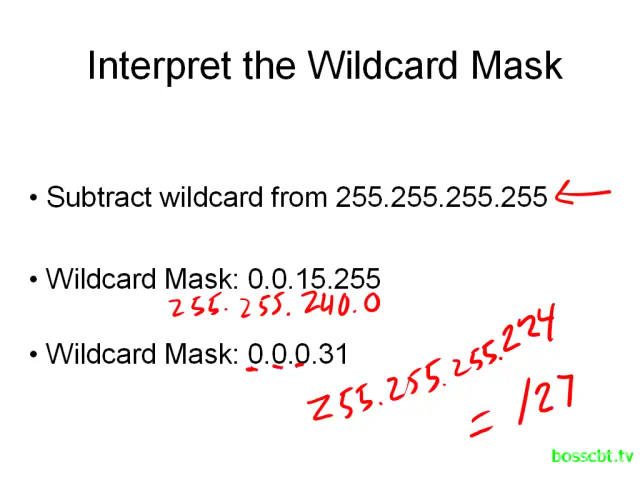 Interpret the Wildcard Mask
• Subtract wildcard from 255.255.255.255
• Wildcard Mask: 0.0.15.255
255.255.240.0
• Wildcard Mask: 0.0.0.31
255.255.255.224
= /27
bosscbt.tv